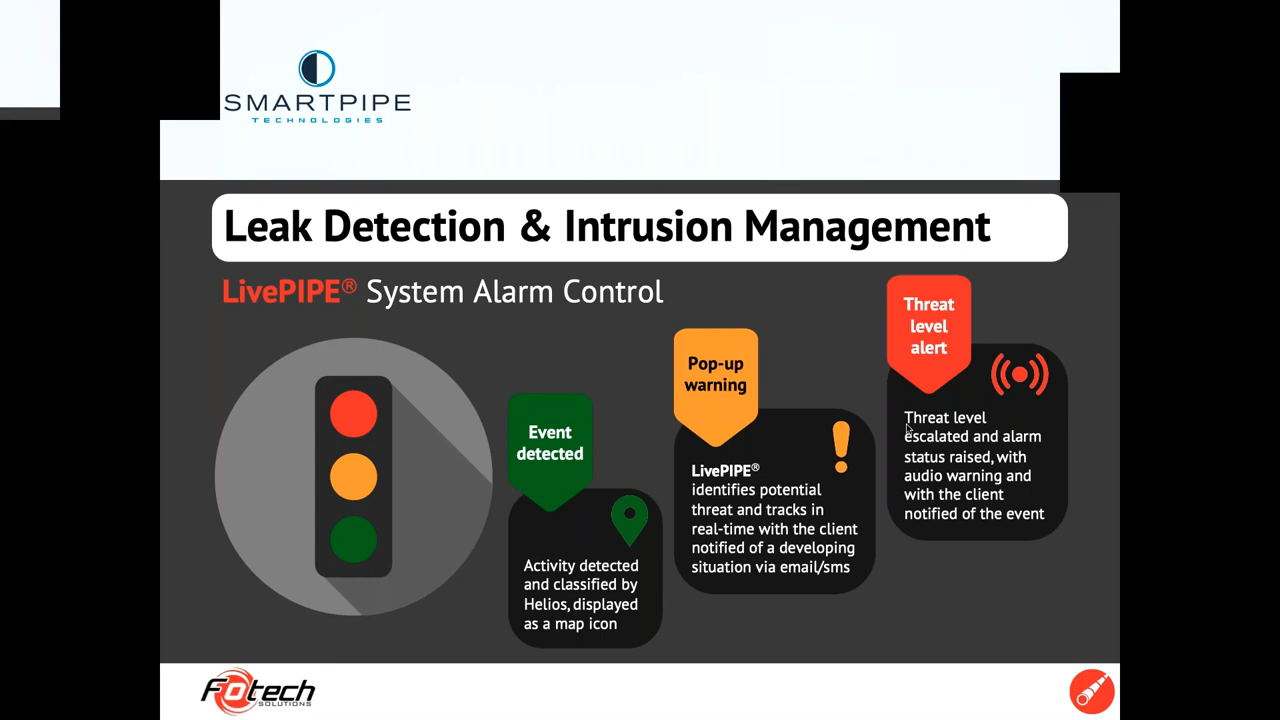 SMARTPIPE
TECHNOLOGIES
Leak Detection & Intrusion Management
LivePIPE® System Alarm Control
Event
detected
Activity detected
and classified by
Helios, displayed
as a map icon
Pop-up
warning
LivePIPE®
identifies potential
threat and tracks in
real-time with the client
notified of a developing
situation via email/sms
Threat
level
alert
Threat level
escalated and alarm
status raised, with
audio warning and
with the client
notified of the event
Fotech
SOLUTIONS